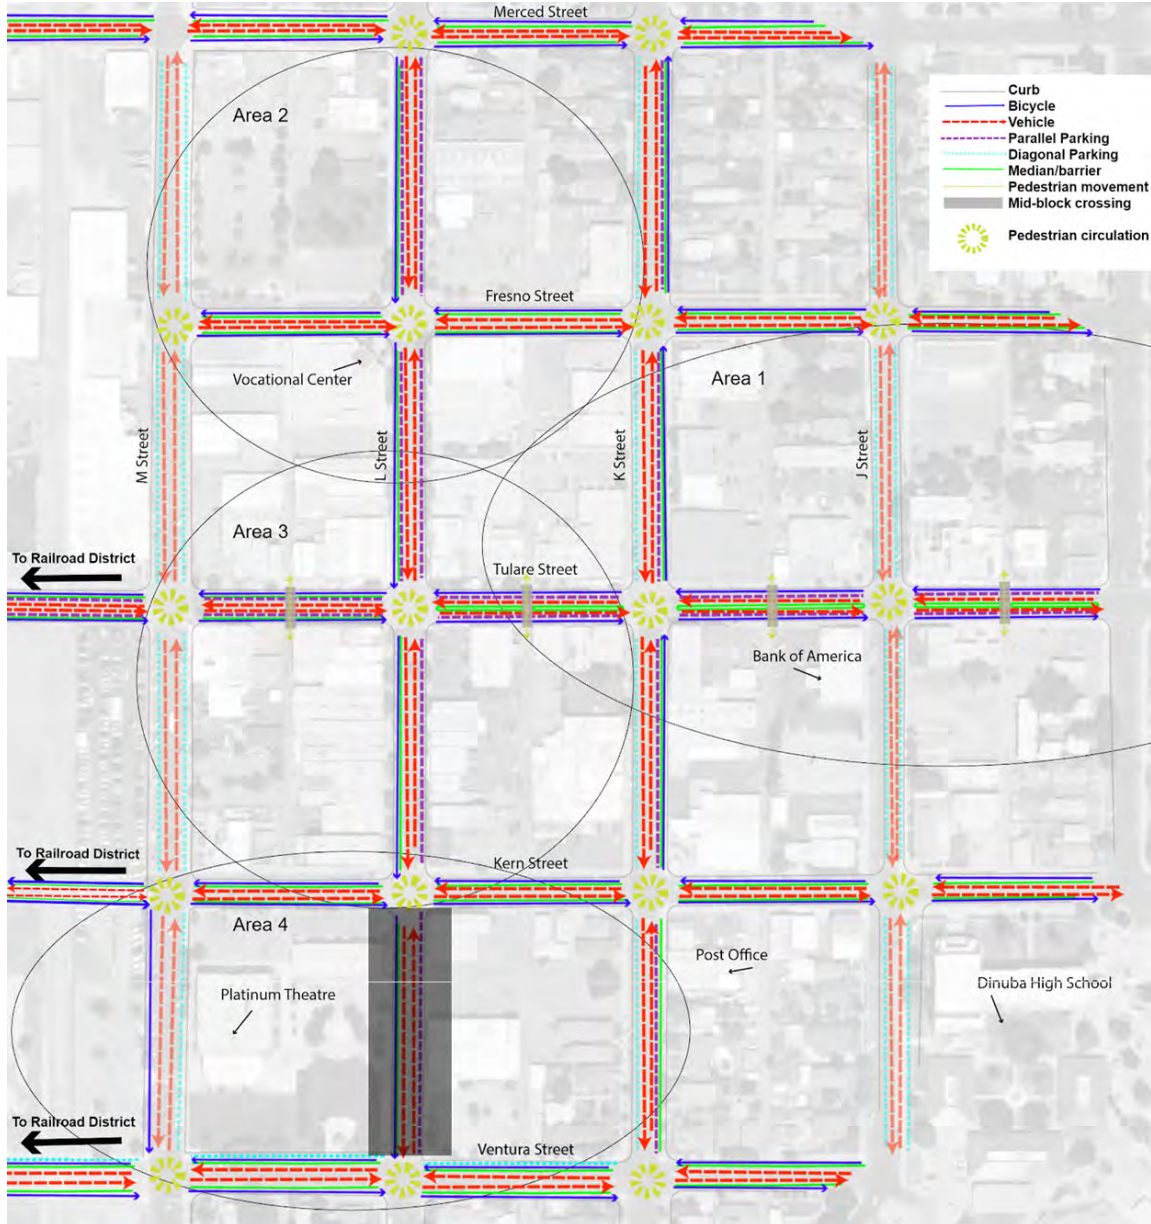 Merced Street
Area 2
Curb
Bicycle
Vehicle
Parallel Parking
Diagonal Parking
Median/barrier
Pedestrian movement
Mid-block crossing
Pedestrian circulation
Fresno Street
Vocational Center
Area 1
M Street
L Street
K Street
J Street
Area 3
To Railroad District
Tulare Street
Bank of America
To Railroad District
Kern Street
Area 4
Post Office
Platinum Theatre
Dinuba High School
To Railroad District
Ventura Street